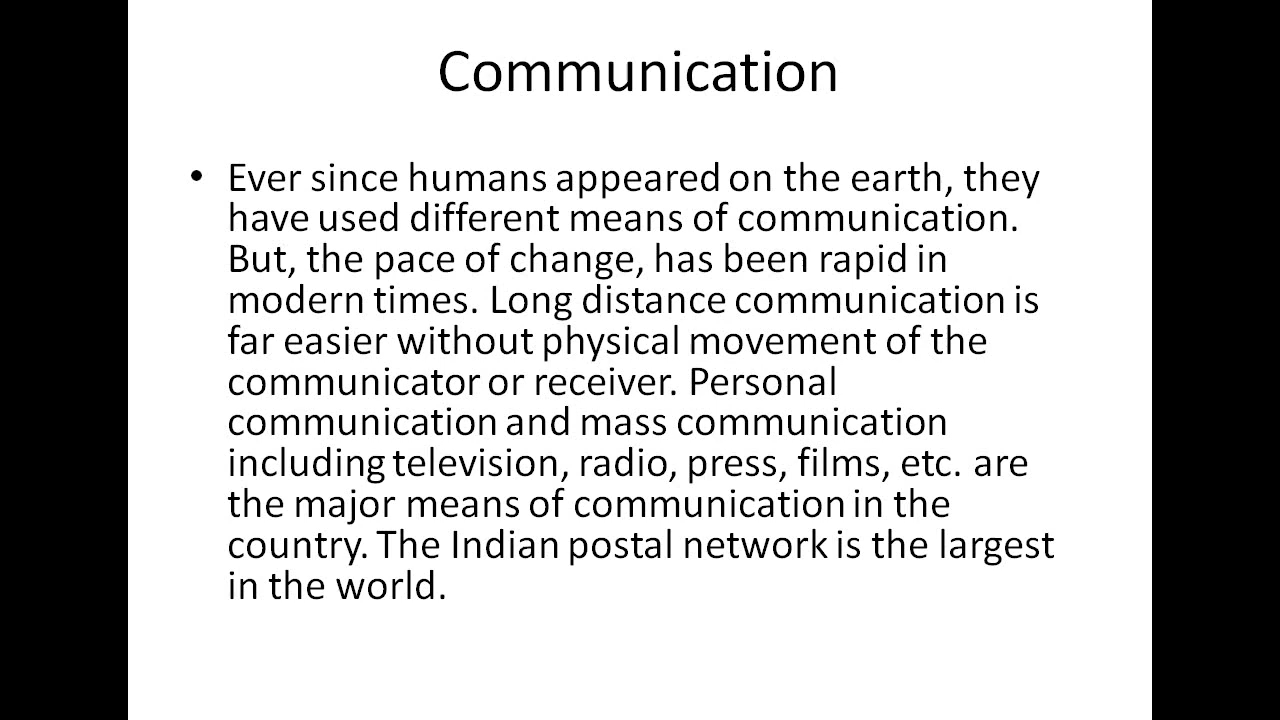 Communication
• Ever since humans appeared on the earth, they
have used different means of communication.
But, the pace of change, has been rapid in
modern times. Long distance communication is
far easier without physical movement of the
communicator or receiver. Personal
communication and mass communication
including television, radio, press, films, etc. are
the major means of communication in the
country. The Indian postal network is the largest
in the world.